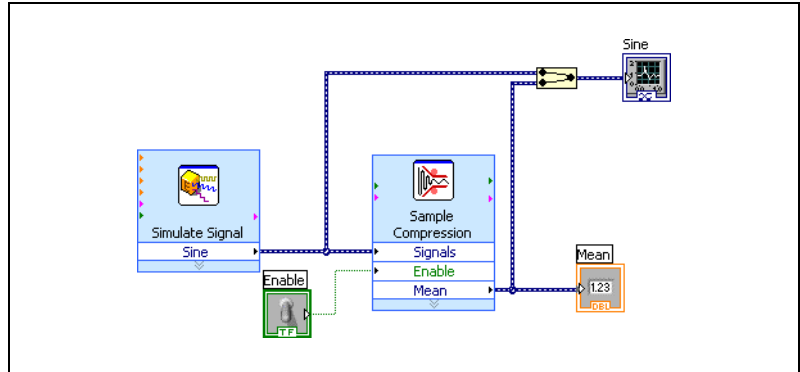 Sine
Simulate Signal
Sine
Sample
Compression
Signals
Enable
Mean
Enable
TF
Mean
1.23
DBL